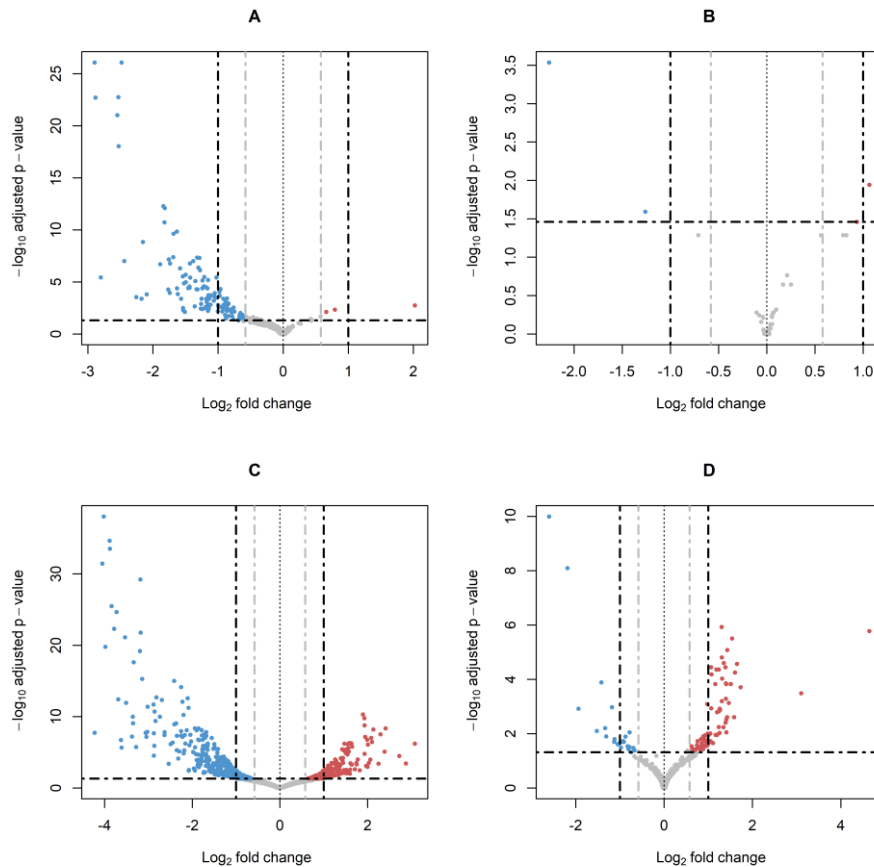 A
− log10 adjusted p − value
25
20
15
10
5
0
-3 -2 -1 0 1 2
Log2 fold change
B
− log10 adjusted p − value
3.5
3.0
2.5
2.0
1.5
1.0
0.5
0.0
-2.0 -1.5 -1.0 -0.5 0.0 0.5 1.0
Log2 fold change
C
− log10 adjusted p − value
30
20
10
0
-4 -2 0 2
Log2 fold change
D
− log10 adjusted p − value
10
8
6
4
2
0
-2 0 2 4
Log2 fold change